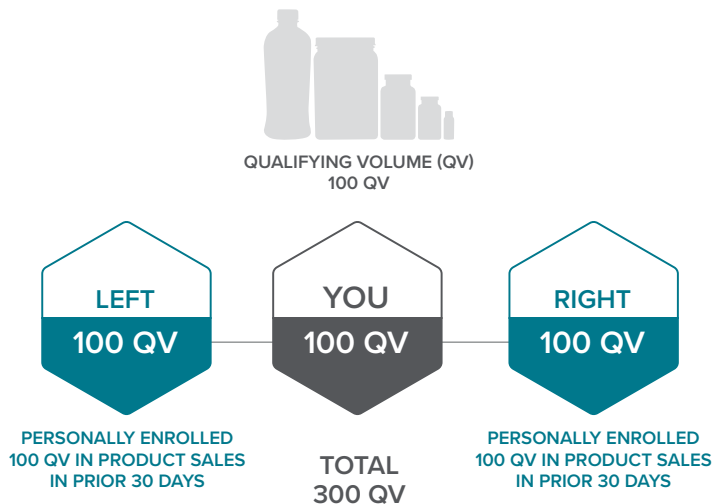 QUALIFYING VOLUME (QV)
100 QV
LEFT
100 QV
YOU
100 QV
RIGHT
100 QV
PERSONALLY ENROLLED
100 QV IN PRODUCT SALES
IN PRIOR 30 DAYS
TOTAL
300 QV
PERSONALLY ENROLLED
100 QV IN PRODUCT SALES
IN PRIOR 30 DAYS